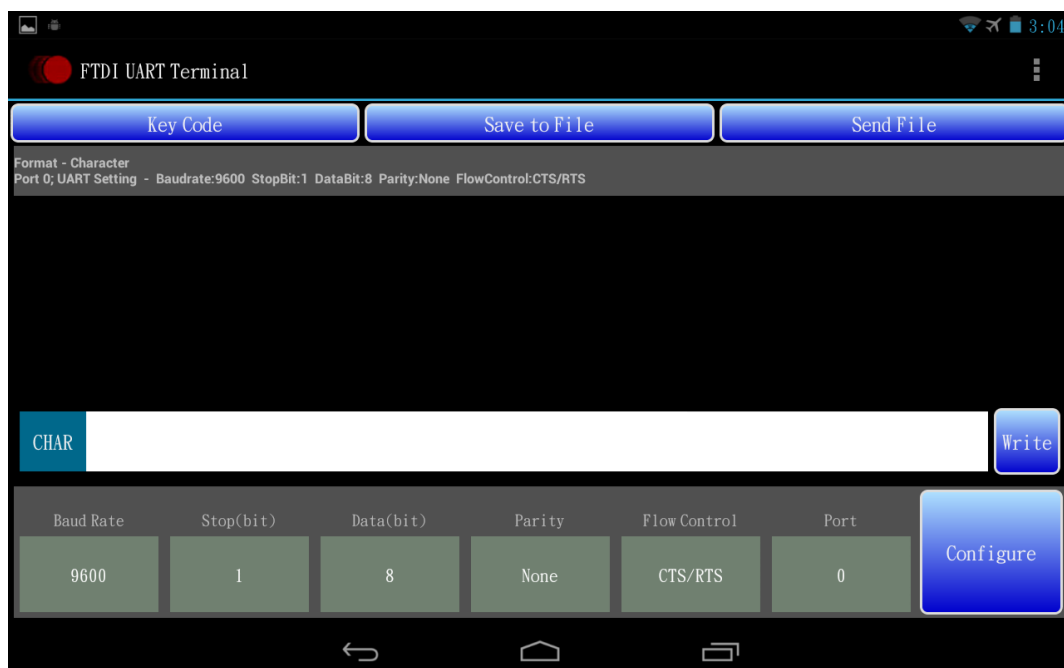 3:04
FTDI UART Terminal
Key Code Save to File Send File
Format - Character
Port 0; UART Setting - Baudrate:9600 StopBit:1 DataBit:8 Parity:None FlowControl:CTS/RTS
CHAR Write
Baud Rate Stop(bit) Data(bit) Parity Flow Control Port
9600 1 8 None CTS/RTS 0 Configure